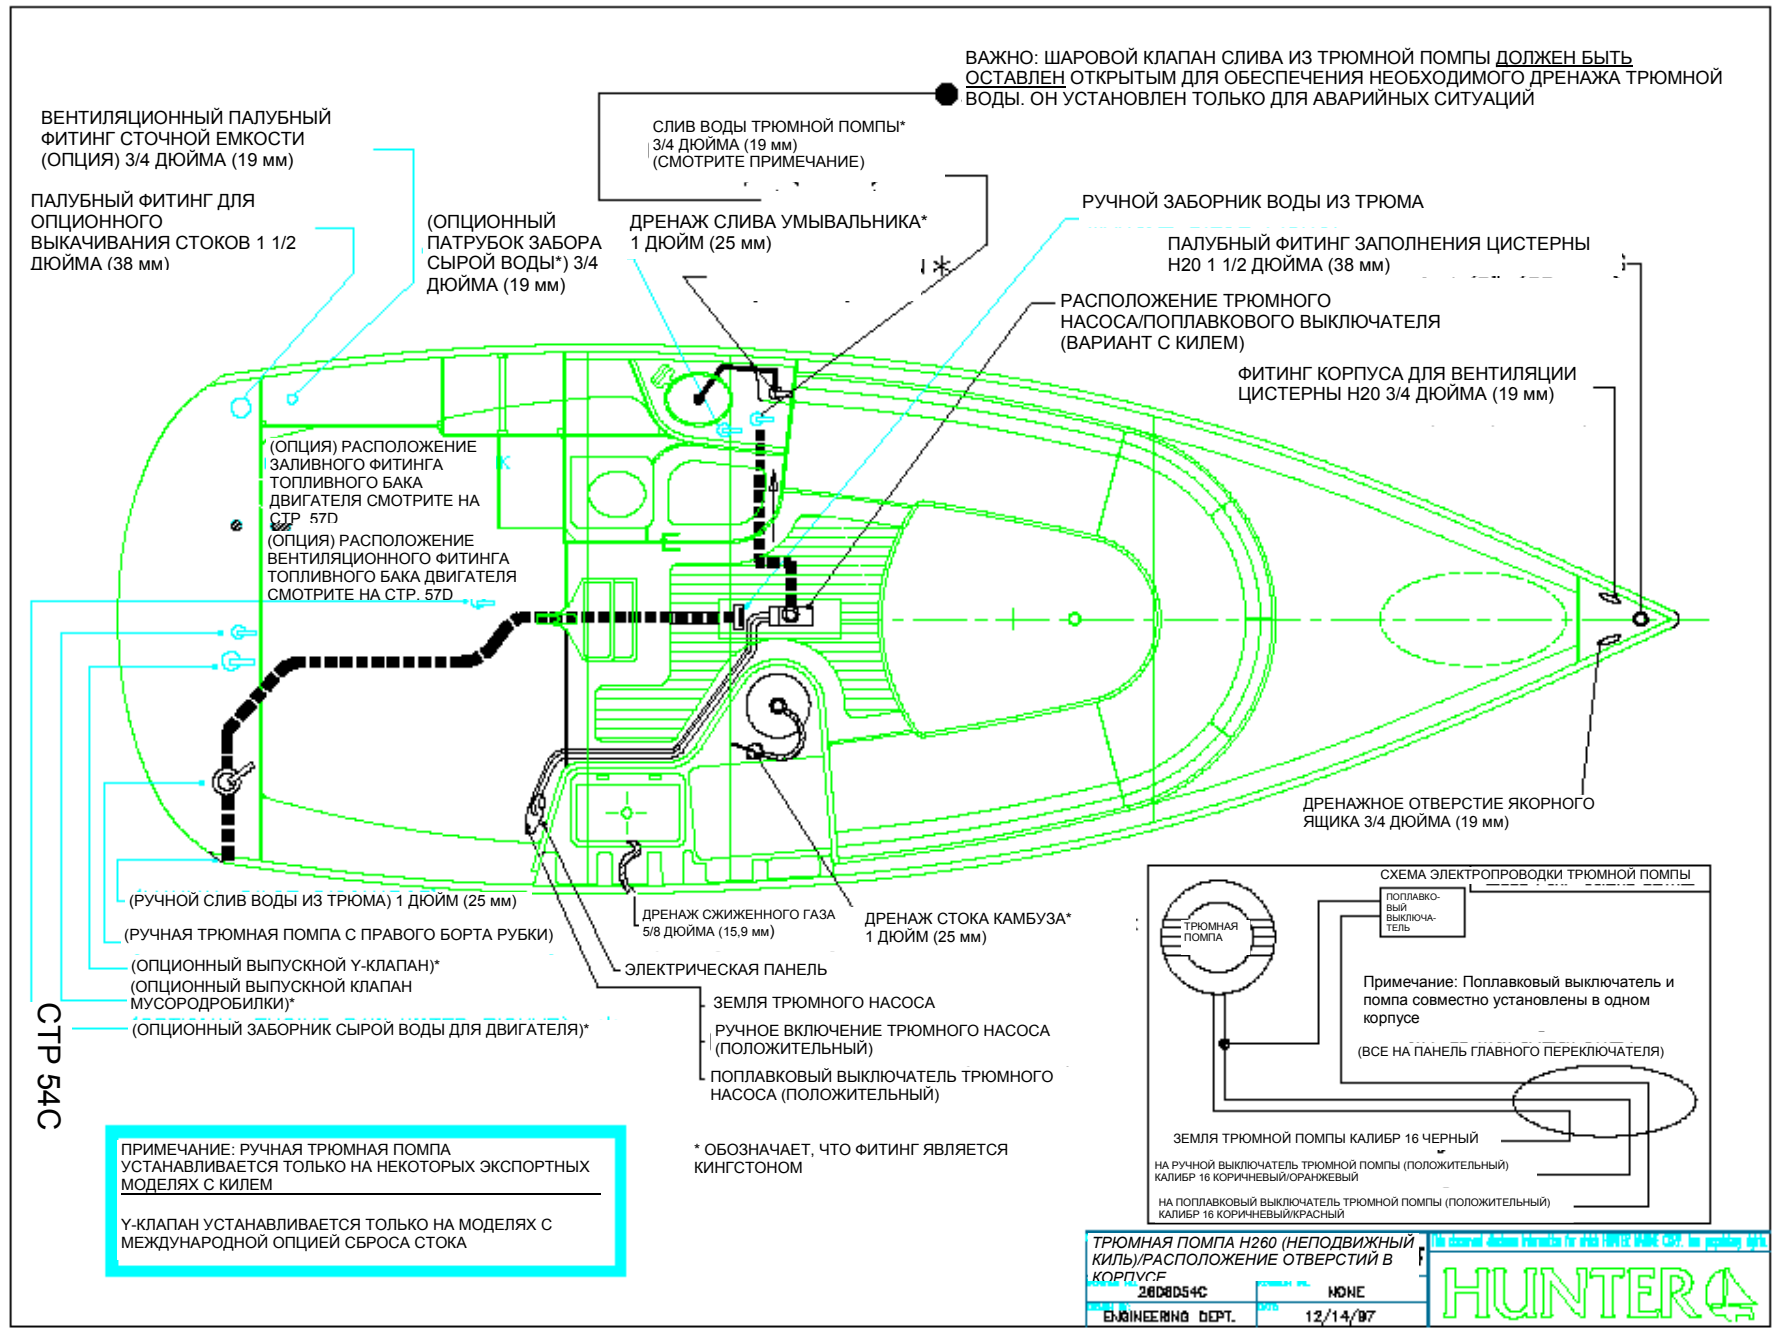 ВАЖНО: ШАРОВОЙ КЛАПАН СЛИВА ИЗ ТРЮМНОЙ ПОМПЫ ДОЛЖЕН БЫТЬ
ОСТАВЛЕН ОТКРЫТЫМ ДЛЯ ОБЕСПЕЧЕНИЯ НЕОБХОДИМОГО ДРЕНАЖА ТРЮМНОЙ
ВОДЫ. ОН УСТАНОВЛЕН ТОЛЬКО ДЛЯ АВАРИЙНЫХ СИТУАЦИЙ
ВЕНТИЛЯЦИОННЫЙ ПАЛУБНЫЙ
ФИТИНГ СТОЧНОЙ ЕМКОСТИ
(ОПЦИЯ) 3/4 ДЮЙМА (19 мм)
СЛИВ ВОДЫ ТРЮМНОЙ ПОМПЫ*
3/4 ДЮЙМА (19 мм)
(СМОТРИТЕ ПРИМЕЧАНИЕ)
ПАЛУБНЫЙ ФИТИНГ ДЛЯ
ОПЦИОННОГО
ВЫКАЧИВАНИЯ СТОКОВ 1 1/2
ДЮЙМА (38 мм)
(ОПЦИОННЫЙ
ПАТРУБОК ЗАБОРА
СЫРОЙ ВОДЫ*) 3/4
ДЮЙМА (19 мм)
ДРЕНАЖ СЛИВА УМЫВАЛЬНИКА*
1 ДЮЙМ (25 мм)
РУЧНОЙ ЗАБОРНИК ВОДЫ ИЗ ТРЮМА
ПАЛУБНЫЙ ФИТИНГ ЗАПОЛНЕНИЯ ЦИСТЕРНЫ
H20 1 1/2 ДЮЙМА (38 мм)
РАСПОЛОЖЕНИЕ ТРЮМНОГО
НАСОСА/ПОПЛАВКОВОГО ВЫКЛЮЧАТЕЛЯ
(ВАРИАНТ С КИЛЕМ)
ФИТИНГ КОРПУСА ДЛЯ ВЕНТИЛЯЦИИ
ЦИСТЕРНЫ H20 3/4 ДЮЙМА (19 мм)
(ОПЦИЯ) РАСПОЛОЖЕНИЕ
ЗАЛИВНОГО ФИТИНГА
ТОПЛИВНОГО БАКА
ДВИГАТЕЛЯ СМОТРИТЕ НА
СТР. 57D
(ОПЦИЯ) РАСПОЛОЖЕНИЕ
ВЕНТИЛЯЦИОННОГО ФИТИНГА
ТОПЛИВНОГО БАКА ДВИГАТЕЛЯ
СМОТРИТЕ НА СТР. 57D
ДРЕНАЖНОЕ ОТВЕРСТИЕ ЯКОРНОГО
ЯЩИКА 3/4 ДЮЙМА (19 мм)
(РУЧНОЙ СЛИВ ВОДЫ ИЗ ТРЮМА) 1 ДЮЙМ (25 мм)
(РУЧНАЯ ТРЮМНАЯ ПОМПА С ПРАВОГО БОРТА РУБКИ)
(ОПЦИОННЫЙ ВЫПУСКНОЙ Y-КЛАПАН)*
(ОПЦИОННЫЙ ВЫПУСКНОЙ КЛАПАН
МУСОРОДРОБИЛКИ)*
(ОПЦИОННЫЙ ЗАБОРНИК СЫРОЙ ВОДЫ ДЛЯ ДВИГАТЕЛЯ)*
ДРЕНАЖ СЖИЖЕННОГО ГАЗА
5/8 ДЮЙМА (15,9 мм)
ДРЕНАЖ СТОКА КАМБУЗА*
1 ДЮЙМ (25 мм)
ЭЛЕКТРИЧЕСКАЯ ПАНЕЛЬ
ЗЕМЛЯ ТРЮМНОГО НАСОСА
РУЧНОЕ ВКЛЮЧЕНИЕ ТРЮМНОГО НАСОСА
(ПОЛОЖИТЕЛЬНЫЙ)
ПОПЛАВКОВЫЙ ВЫКЛЮЧАТЕЛЬ ТРЮМНОГО
НАСОСА (ПОЛОЖИТЕЛЬНЫЙ)
СТР 54C
* ОБОЗНАЧАЕТ, ЧТО ФИТИНГ ЯВЛЯЕТСЯ
КИНГСТОНОМ
ПРИМЕЧАНИЕ: РУЧНАЯ ТРЮМНАЯ ПОМПА
УСТАНАВЛИВАЕТСЯ ТОЛЬКО НА НЕКОТОРЫХ ЭКСПОРТНЫХ
МОДЕЛЯХ С КИЛЕМ
Y-КЛАПАН УСТАНАВЛИВАЕТСЯ ТОЛЬКО НА МОДЕЛЯХ С
МЕЖДУНАРОДНОЙ ОПЦИЕЙ СБРОСА СТОКА
СХЕМА ЭЛЕКТРОПРОВОДКИ ТРЮМНОЙ ПОМПЫ
ПОПЛАВКО-
ВЫЙ
ВЫКЛЮЧА-
ТЕЛЬ
ТРЮМНАЯ
ПОМПА
Примечание: Поплавковый выключатель и
помпа совместно установлены в одном
корпусе
(ВСЕ НА ПАНЕЛЬ ГЛАВНОГО ПЕРЕКЛЮЧАТЕЛЯ)
ЗЕМЛЯ ТРЮМНОЙ ПОМПЫ КАЛИБР 16 ЧЕРНЫЙ
НА РУЧНОЙ ВЫКЛЮЧАТЕЛЬ ТРЮМНОЙ ПОМПЫ (ПОЛОЖИТЕЛЬНЫЙ)
КАЛИБР 16 КОРИЧНЕВЫЙ/ОРАНЖЕВЫЙ
НА ПОПЛАВКОВЫЙ ВЫКЛЮЧАТЕЛЬ ТРЮМНОЙ ПОМПЫ (ПОЛОЖИТЕЛЬНЫЙ)
КАЛИБР 16 КОРИЧНЕВЫЙ/КРАСНЫЙ
ТРЮМНАЯ ПОМПА H260 (НЕПОДВИЖНЫЙ
КИЛЬ)/РАСПОЛОЖЕНИЕ ОТВЕРСТИЙ В
КОРПУСЕ
26D8D54C
NONE
ENGINEERING DEPT.
12/14/97
HUNTER